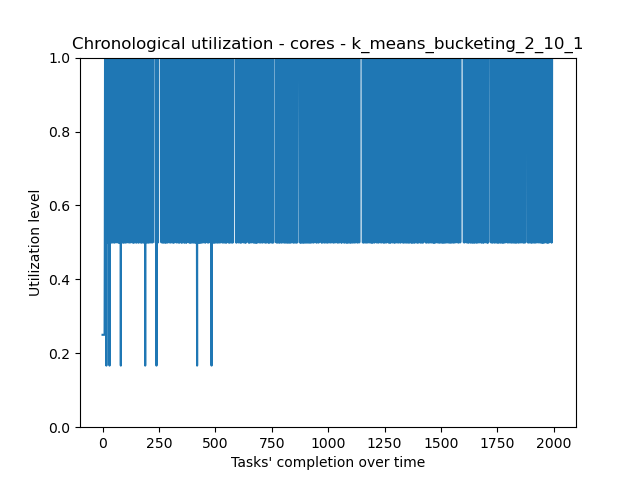 Chronological utilization - cores - k_means_bucketing_2_10_1
1.0
0.8
0.6
0.4
0.2
0.0
Utilization level
0 250 500 750 1000 1250 1500 1750 2000
Tasks' completion over time